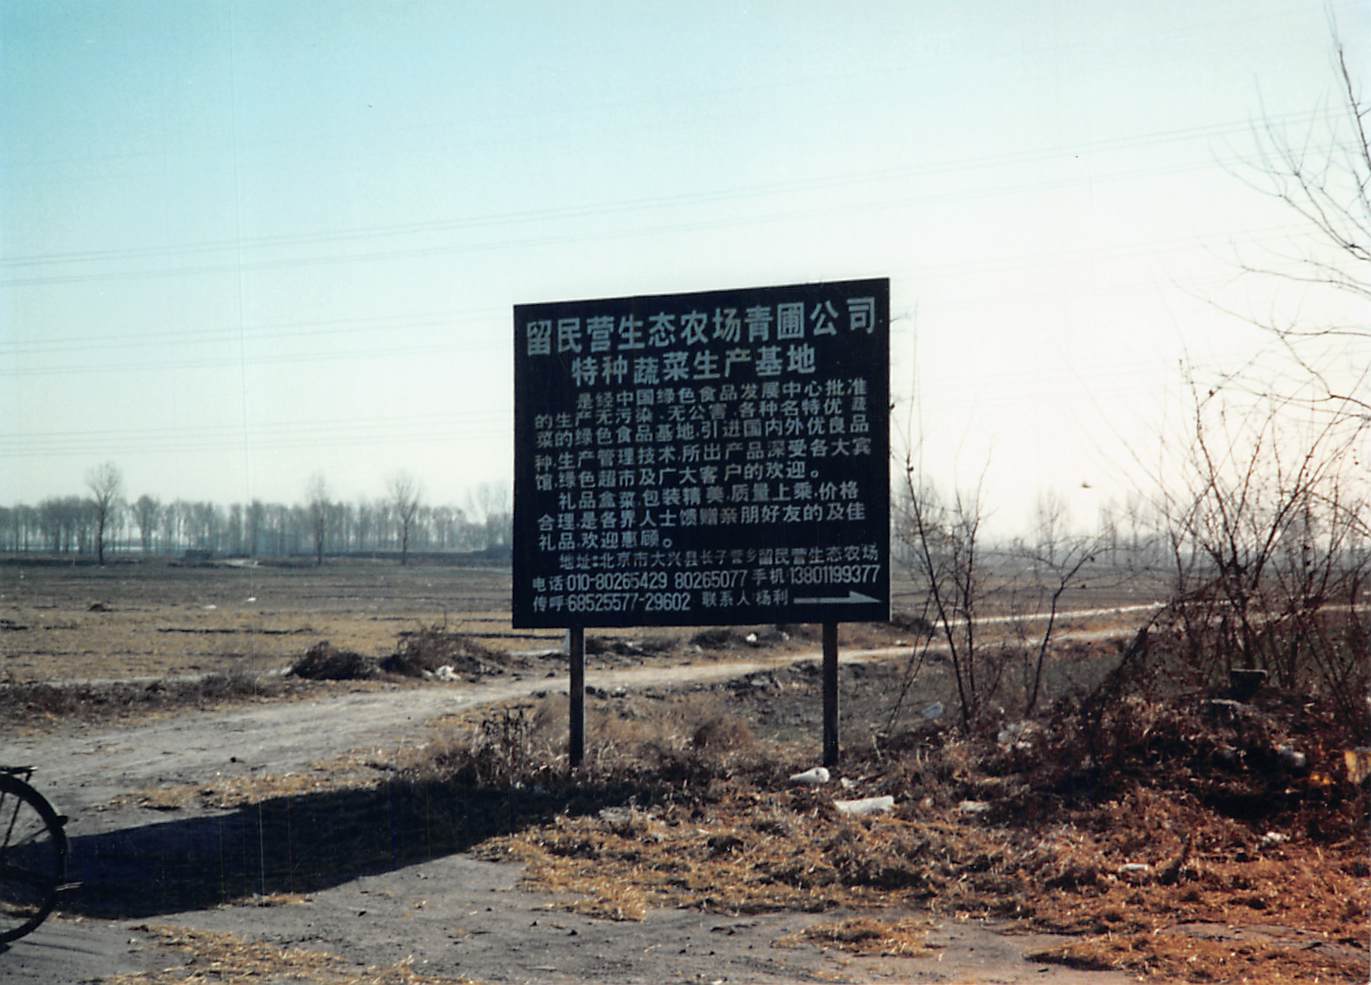 留民营生态农场青圃公司
特种蔬菜生产基地
是经中国绿色食品发展中心批准
的生产无污染、无公害、各种名特优蔬
菜的绿色食品基地,引进国内外优良品
种,生产管理技术,所出产品深受各大宾
馆,绿色超市及广大客户的欢迎。
礼品盒菜,包装精美,质量上乘,价格
合理,是各界人士馈赠亲朋好友的及佳
礼品,欢迎惠顾。
地址:北京市大兴县长子营乡留民营生态农场
电话:010-80265429 80265077 手机:13801199377
传呼:68525577-29602 联系人:杨利